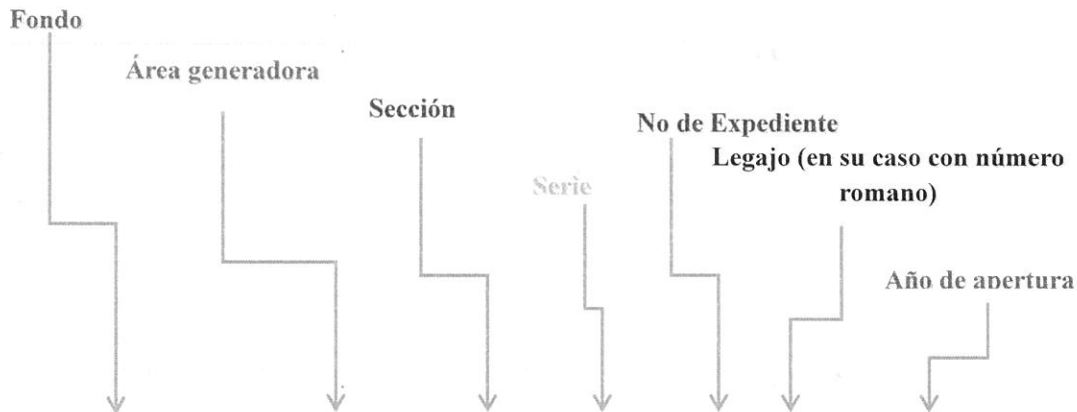 Fondo
Área generadora
Sección
No de Expediente
Legajo (en su caso con número
romano)
Serie
Año de apertura